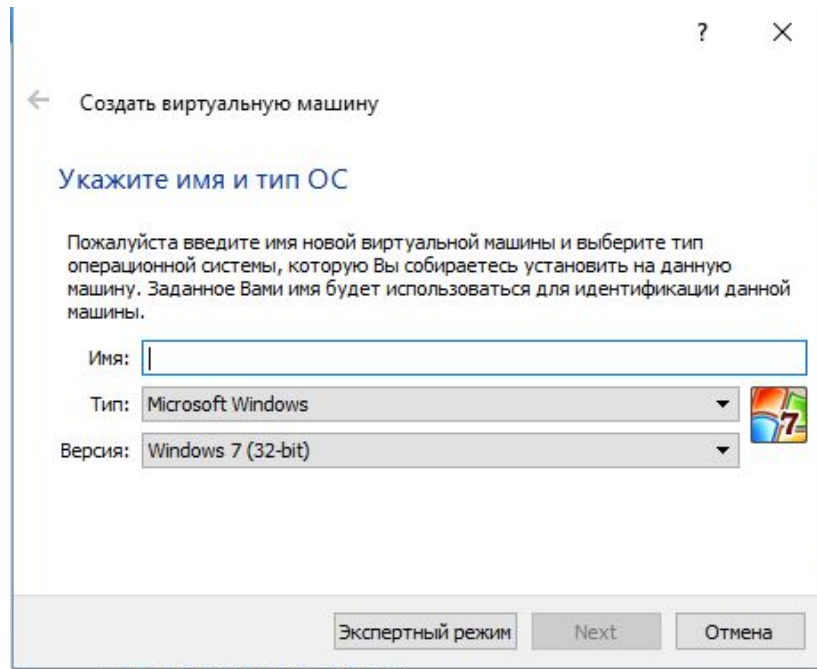 ?
Создать виртуальную машину
Укажите имя и тип ОС
Пожалуйста введите имя новой виртуальной машины и выберите тип
операционной системы, которую Вы собираетесь установить на данную
машину. Заданное Вами имя будет использоваться для идентификации данной
машины.
Имя:
Тип: Microsoft Windows
7
Версия: Windows 7 (32-bit)
Экспертный режим Next Отмена